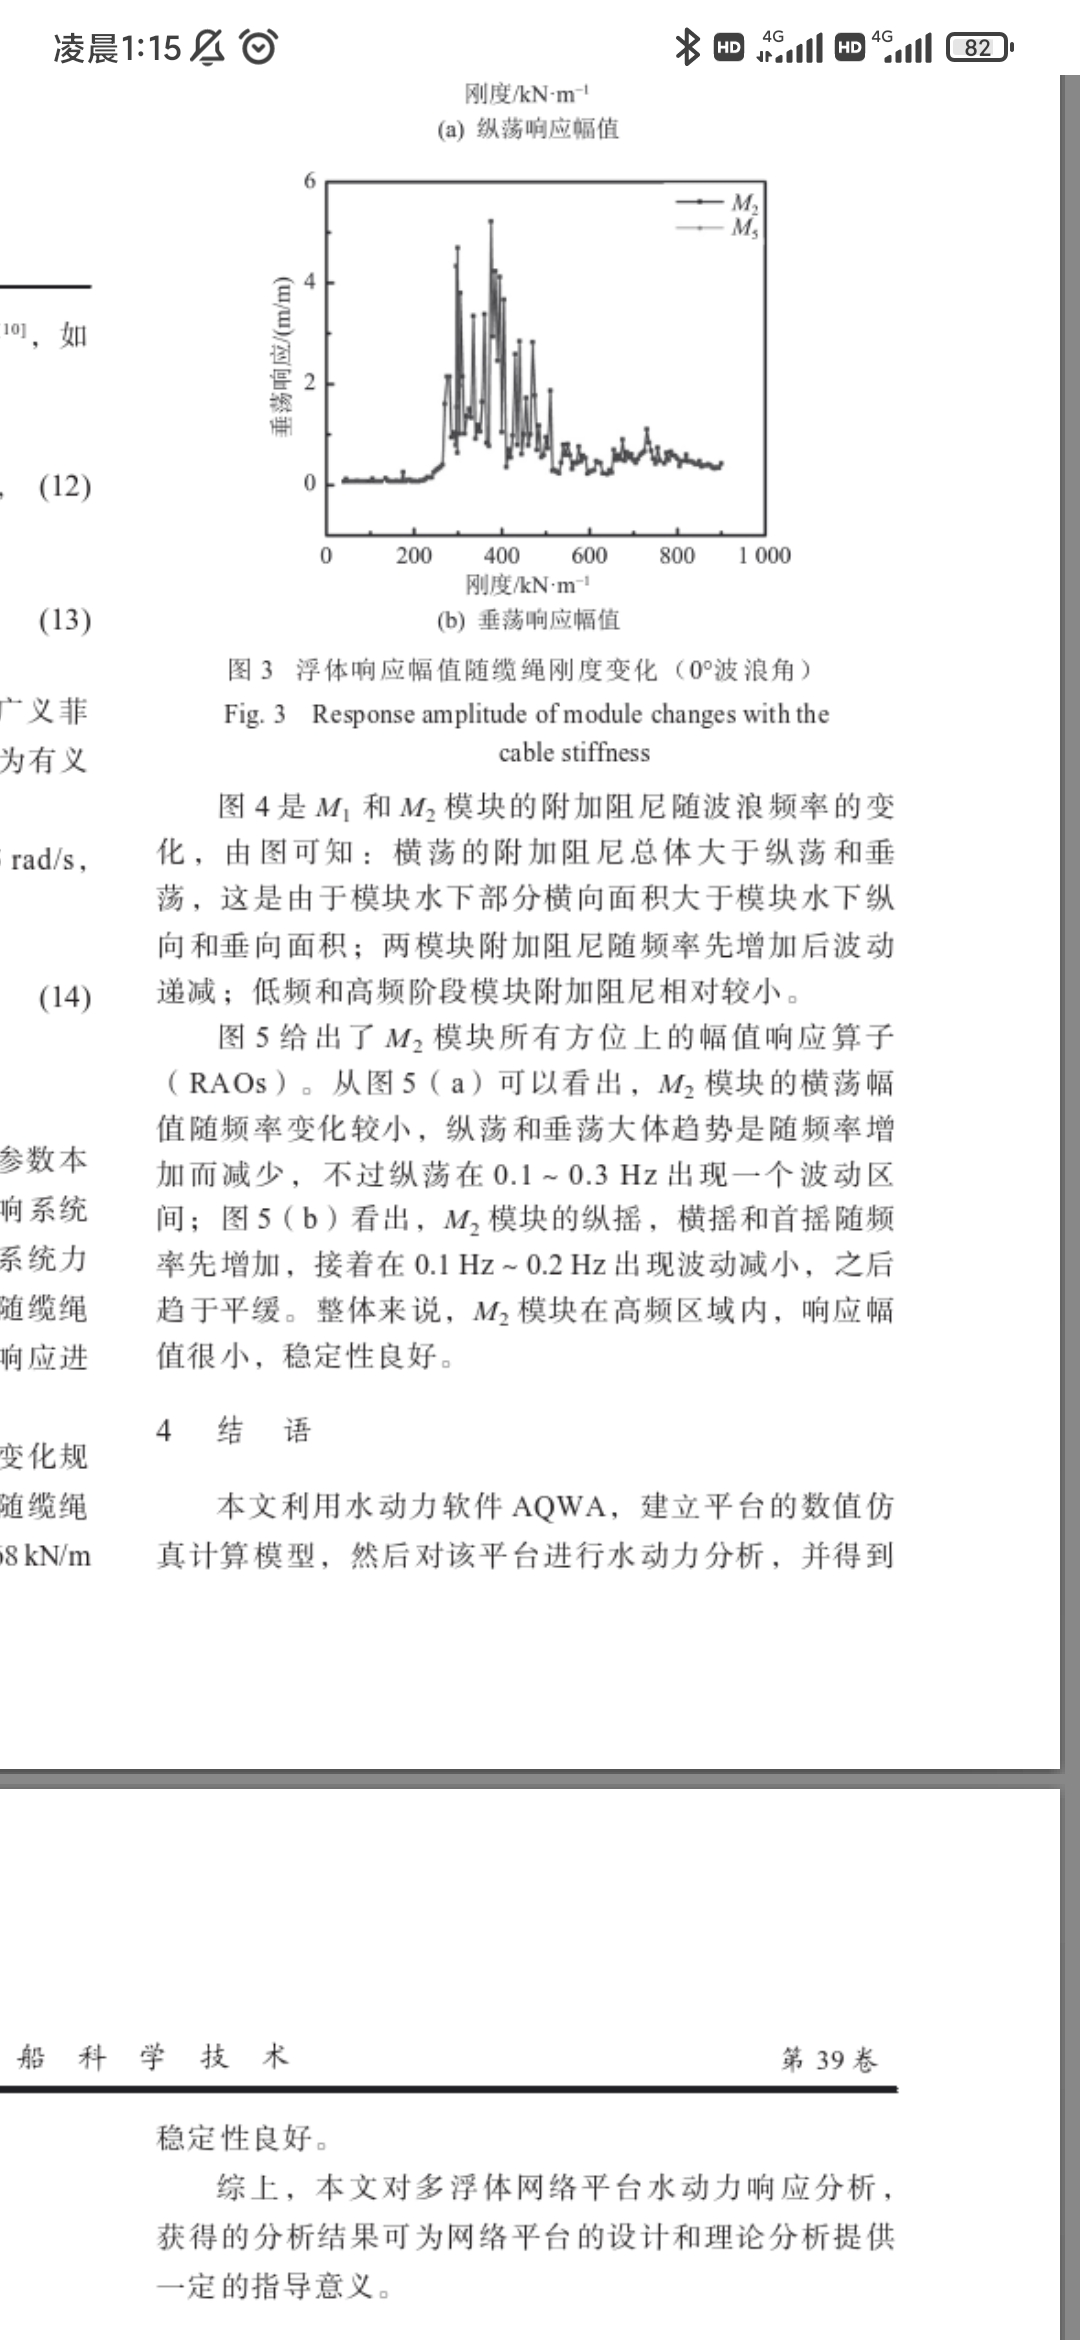 凌晨1:15
HD 4G HD 4G 82
刚度/kN·m⁻¹
(a) 纵荡响应幅值
6
4
2
0
垂荡响应/(m/m)
M₂
M₅
0 200 400 600 800 1 000
刚度/kN·m⁻¹
(b) 垂荡响应幅值
图 3 浮体响应幅值随缆绳刚度变化（0°波浪角）
Fig. 3 Response amplitude of module changes with the
cable stiffness
10]，如
, (12)
(13)
广义菲
为有义
rad/s，
(14)
参数本
响系统
系统力
随缆绳
响应进
变化规
随缆绳
68 kN/m
图 4 是 M₁ 和 M₂ 模块的附加阻尼随波浪频率的变
化，由图可知：横荡的附加阻尼总体大于纵荡和垂
荡，这是由于模块水下部分横向面积大于模块水下纵
向和垂向面积；两模块附加阻尼随频率先增加后波动
递减；低频和高频阶段模块附加阻尼相对较小。
图 5 给出了 M₂ 模块所有方位上的幅值响应算子
（RAOs）。从图 5（a）可以看出，M₂ 模块的横荡幅
值随频率变化较小，纵荡和垂荡大体趋势是随频率增
加而减少，不过纵荡在 0.1 ~ 0.3 Hz 出现一个波动区
间；图 5（b）看出，M₂ 模块的纵摇，横摇和首摇随频
率先增加，接着在 0.1 Hz ~ 0.2 Hz 出现波动减小，之后
趋于平缓。整体来说，M₂ 模块在高频区域内，响应幅
值很小，稳定性良好。
4 结 语
本文利用水动力软件 AQWA，建立平台的数值仿
真计算模型，然后对该平台进行水动力分析，并得到
船 科 学 技 术
第 39 卷
稳定性良好。
综上，本文对多浮体网络平台水动力响应分析，
获得的分析结果可为网络平台的设计和理论分析提供
一定的指导意义。